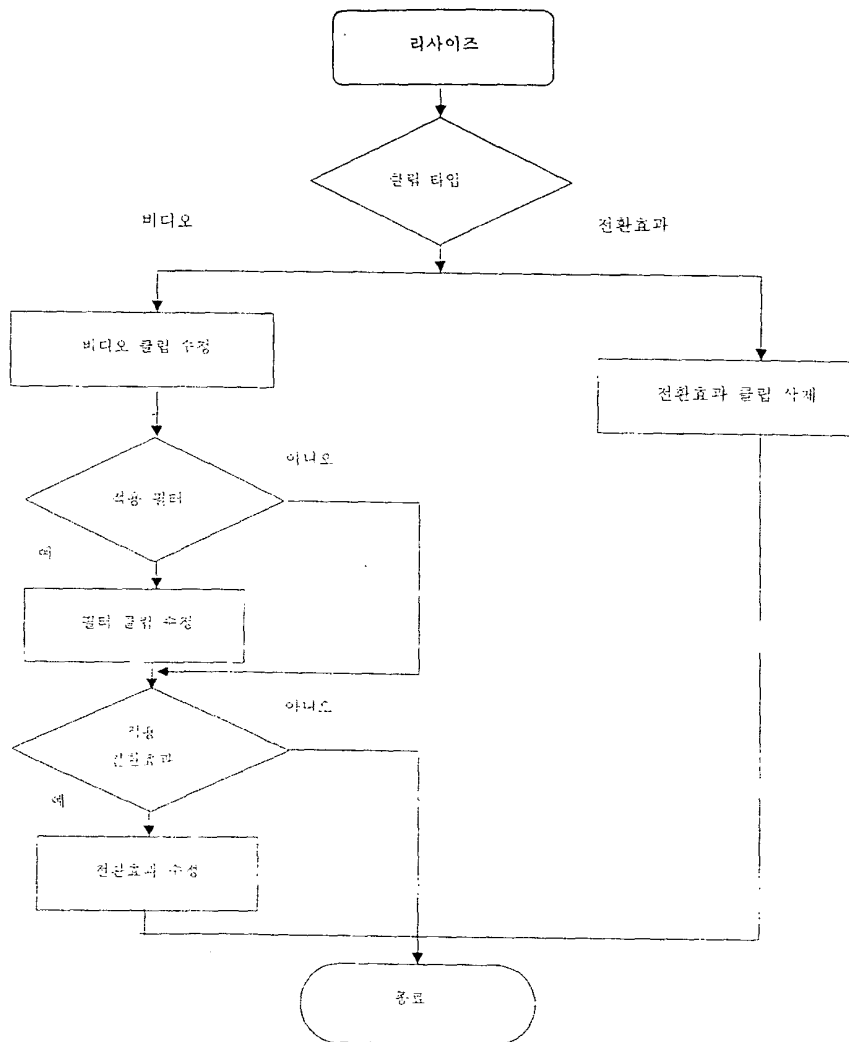 리사이즈
클립 타입
비디오
전환효과
비디오 클립 수정
전환효과 클립 삭제
아니오
적용 필터
예
필터 클립 수정
아니오
적용
전환효과
예
전환효과 수정
종료